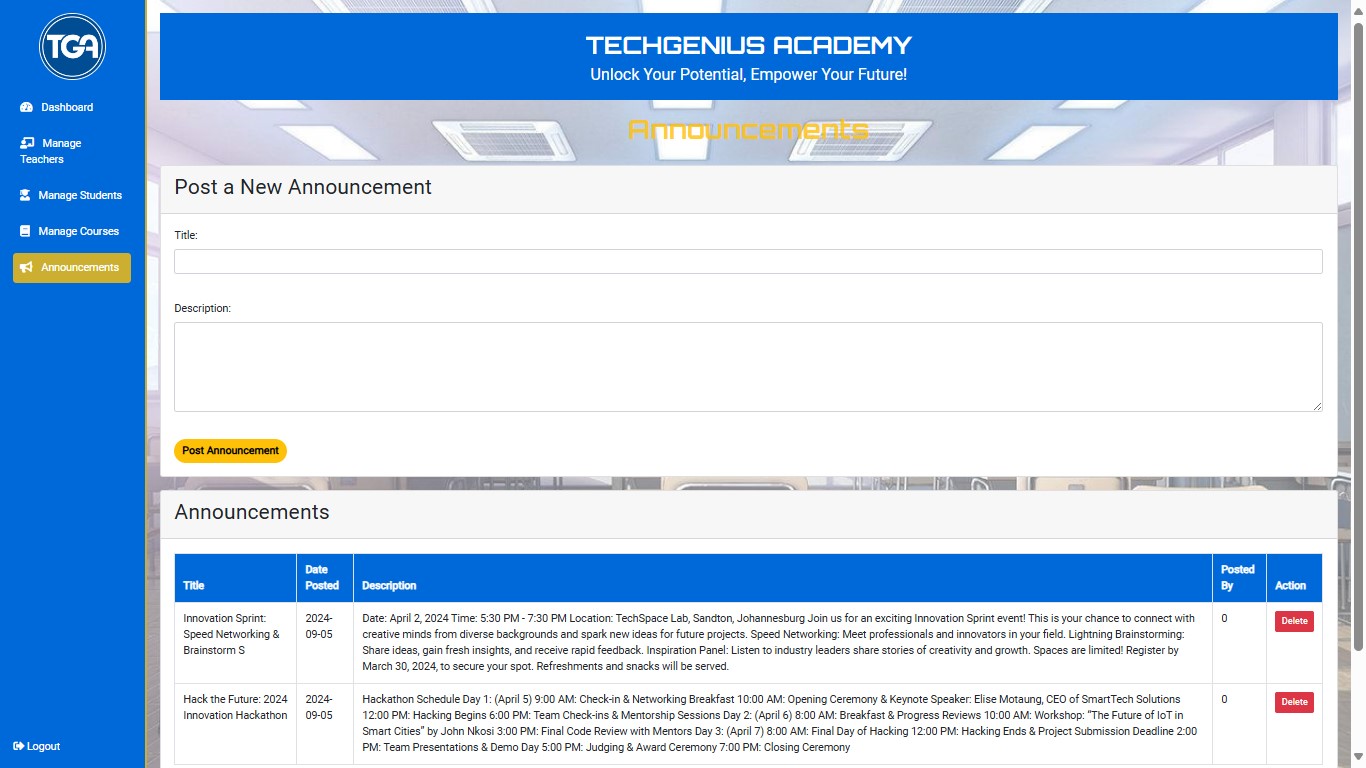 TGA
Dashboard
Manage
Teachers
Manage Students
Manage Courses
Announcements
Logout
TECHGENIUS ACADEMY
Unlock Your Potential, Empower Your Future!
Announcements
Post a New Announcement
Title:
Description:
Post Announcement
Announcements
Title
Date
Posted
Description
Posted
By
Action
Innovation Sprint:
Speed Networking &
Brainstorm S
2024-
09-05
Date: April 2, 2024 Time: 5:30 PM - 7:30 PM Location: TechSpace Lab, Sandton, Johannesburg Join us for an exciting Innovation Sprint event! This is your chance to connect with
creative minds from diverse backgrounds and spark new ideas for future projects. Speed Networking: Meet professionals and innovators in your field. Lightning Brainstorming:
Share ideas, gain fresh insights, and receive rapid feedback. Inspiration Panel: Listen to industry leaders share stories of creativity and growth. Spaces are limited! Register by
March 30, 2024, to secure your spot. Refreshments and snacks will be served.
0
Delete
Hack the Future: 2024
Innovation Hackathon
2024-
09-05
Hackathon Schedule Day 1: (April 5) 9:00 AM: Check-in & Networking Breakfast 10:00 AM: Opening Ceremony & Keynote Speaker: Elise Motaung, CEO of SmartTech Solutions
12:00 PM: Hacking Begins 6:00 PM: Team Check-ins & Mentorship Sessions Day 2: (April 6) 8:00 AM: Breakfast & Progress Reviews 10:00 AM: Workshop: “The Future of IoT in
Smart Cities” by John Nkosi 3:00 PM: Final Code Review with Mentors Day 3: (April 7) 8:00 AM: Final Day of Hacking 12:00 PM: Hacking Ends & Project Submission Deadline 2:00
PM: Team Presentations & Demo Day 5:00 PM: Judging & Award Ceremony 7:00 PM: Closing Ceremony
0
Delete